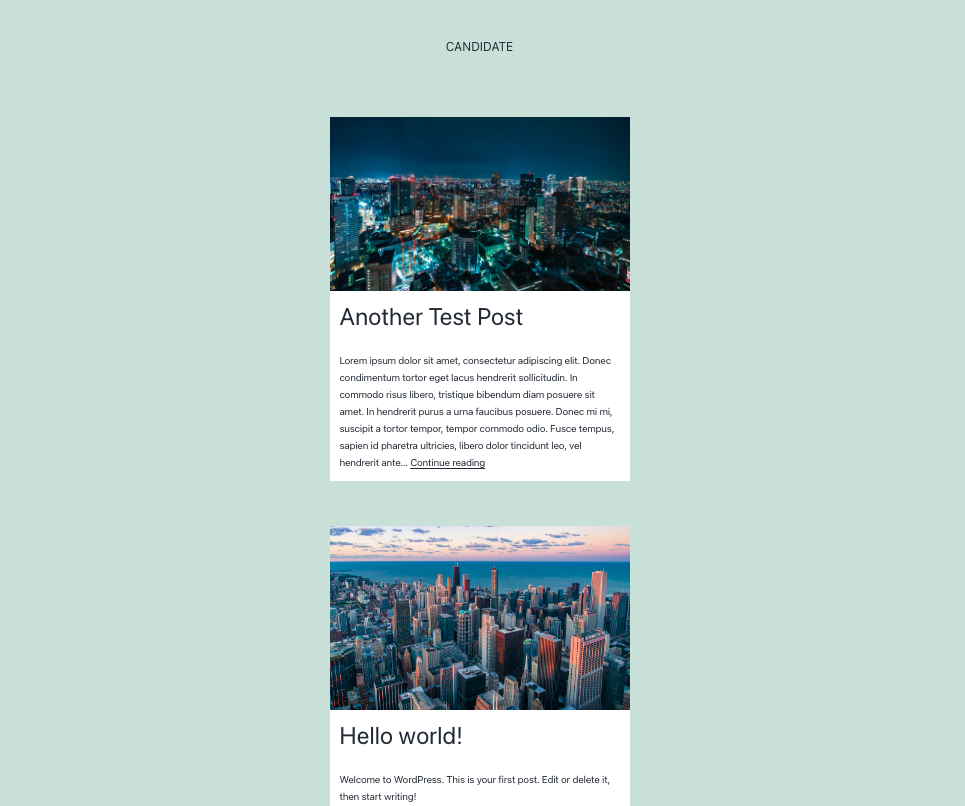 CANDIDATE
Another Test Post
Lorem ipsum dolor sit amet, consectetur adipiscing elit. Donec
condimentum tortor eget lacus hendrerit sollicitudin. In
commodo risus libero, tristique bibendum diam posuere sit
amet. In hendrerit purus a urna faucibus posuere. Donec mi mi,
suscipit a tortor tempor, tempor commodo odio. Fusce tempus,
sapien id pharetra ultricies, libero dolor tincidunt leo, vel
hendrerit ante... Continue reading
Hello world!
Welcome to WordPress. This is your first post. Edit or delete it,
then start writing!